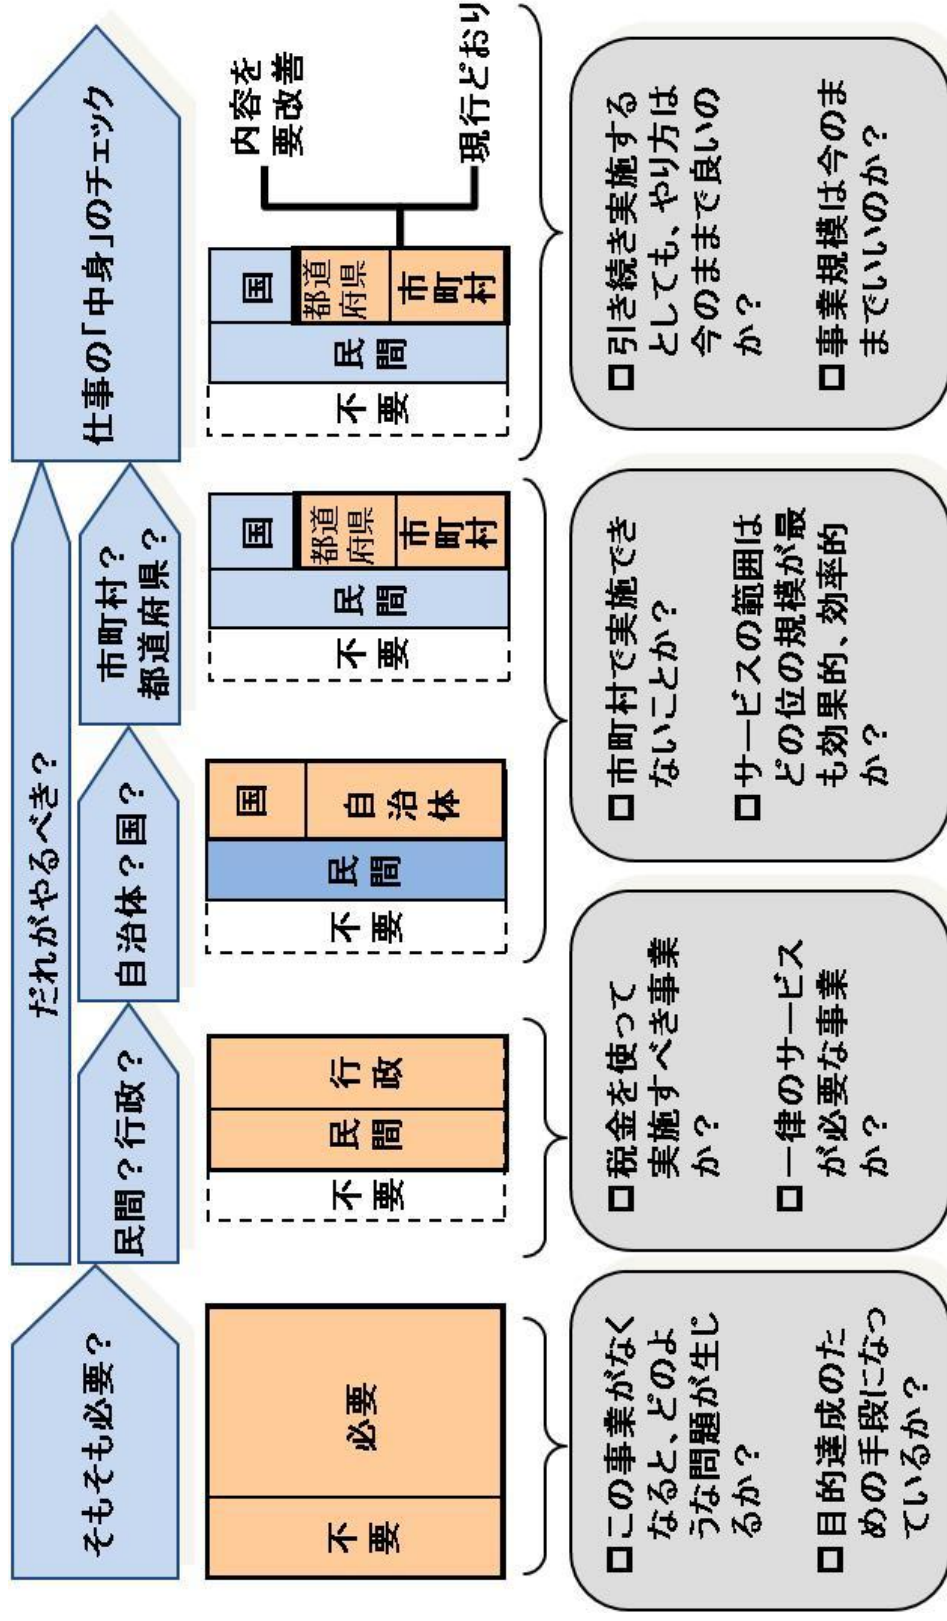 そもそも必要？
だれがやるべき？
民間？行政？
自治体？国？
市町村？
都道府県？
仕事の「中身」のチェック
不要
必要
不要
民間
行政
不要
民間
国
自治体
不要
民間
国
都道
府県
市町村
不要
民間
国
都道
府県
市町村
内容を
要改善
現行どおり
□この事業がなく
なると、どのよ
うな問題が生じ
るか？
□目的達成のた
めの手段になっ
ているか？
□税金を使って
実施すべき事業
か？
□一律のサービス
が必要な事業
か？
□市町村で実施でき
ないことか？
□サービスの範囲は
どの位の規模が最
も効果的、効率的
か？
□引き続き実施する
としても、やり方は
今のままで良いの
か？
□事業規模は今のま
までいいのか？